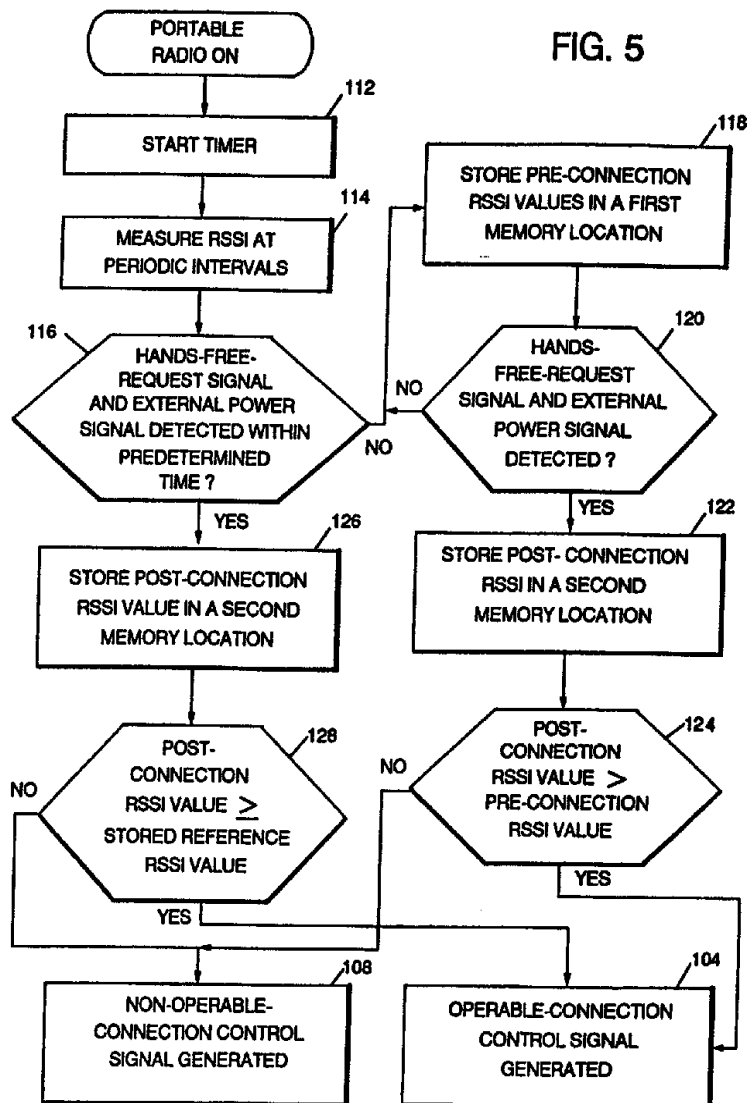 FIG. 5
PORTABLE
RADIO ON
112
START TIMER
114
MEASURE RSSI AT
PERIODIC INTERVALS
116
HANDS-FREE-
REQUEST SIGNAL
AND EXTERNAL POWER
SIGNAL DETECTED WITHIN
PREDETERMINED
TIME ?
NO
YES
118
STORE PRE-CONNECTION
RSSI VALUES IN A FIRST
MEMORY LOCATION
120
HANDS-
FREE-REQUEST
SIGNAL AND EXTERNAL
POWER SIGNAL
DETECTED ?
NO
YES
126
STORE POST-CONNECTION
RSSI VALUE IN A SECOND
MEMORY LOCATION
122
STORE POST- CONNECTION
RSSI IN A SECOND
MEMORY LOCATION
128
POST-
CONNECTION
RSSI VALUE ≥
STORED REFERENCE
RSSI VALUE
NO
YES
124
POST-
CONNECTION
RSSI VALUE >
PRE-CONNECTION
RSSI VALUE
NO
YES
108
NON-OPERABLE-
CONNECTION CONTROL
SIGNAL GENERATED
104
OPERABLE-CONNECTION
CONTROL SIGNAL
GENERATED